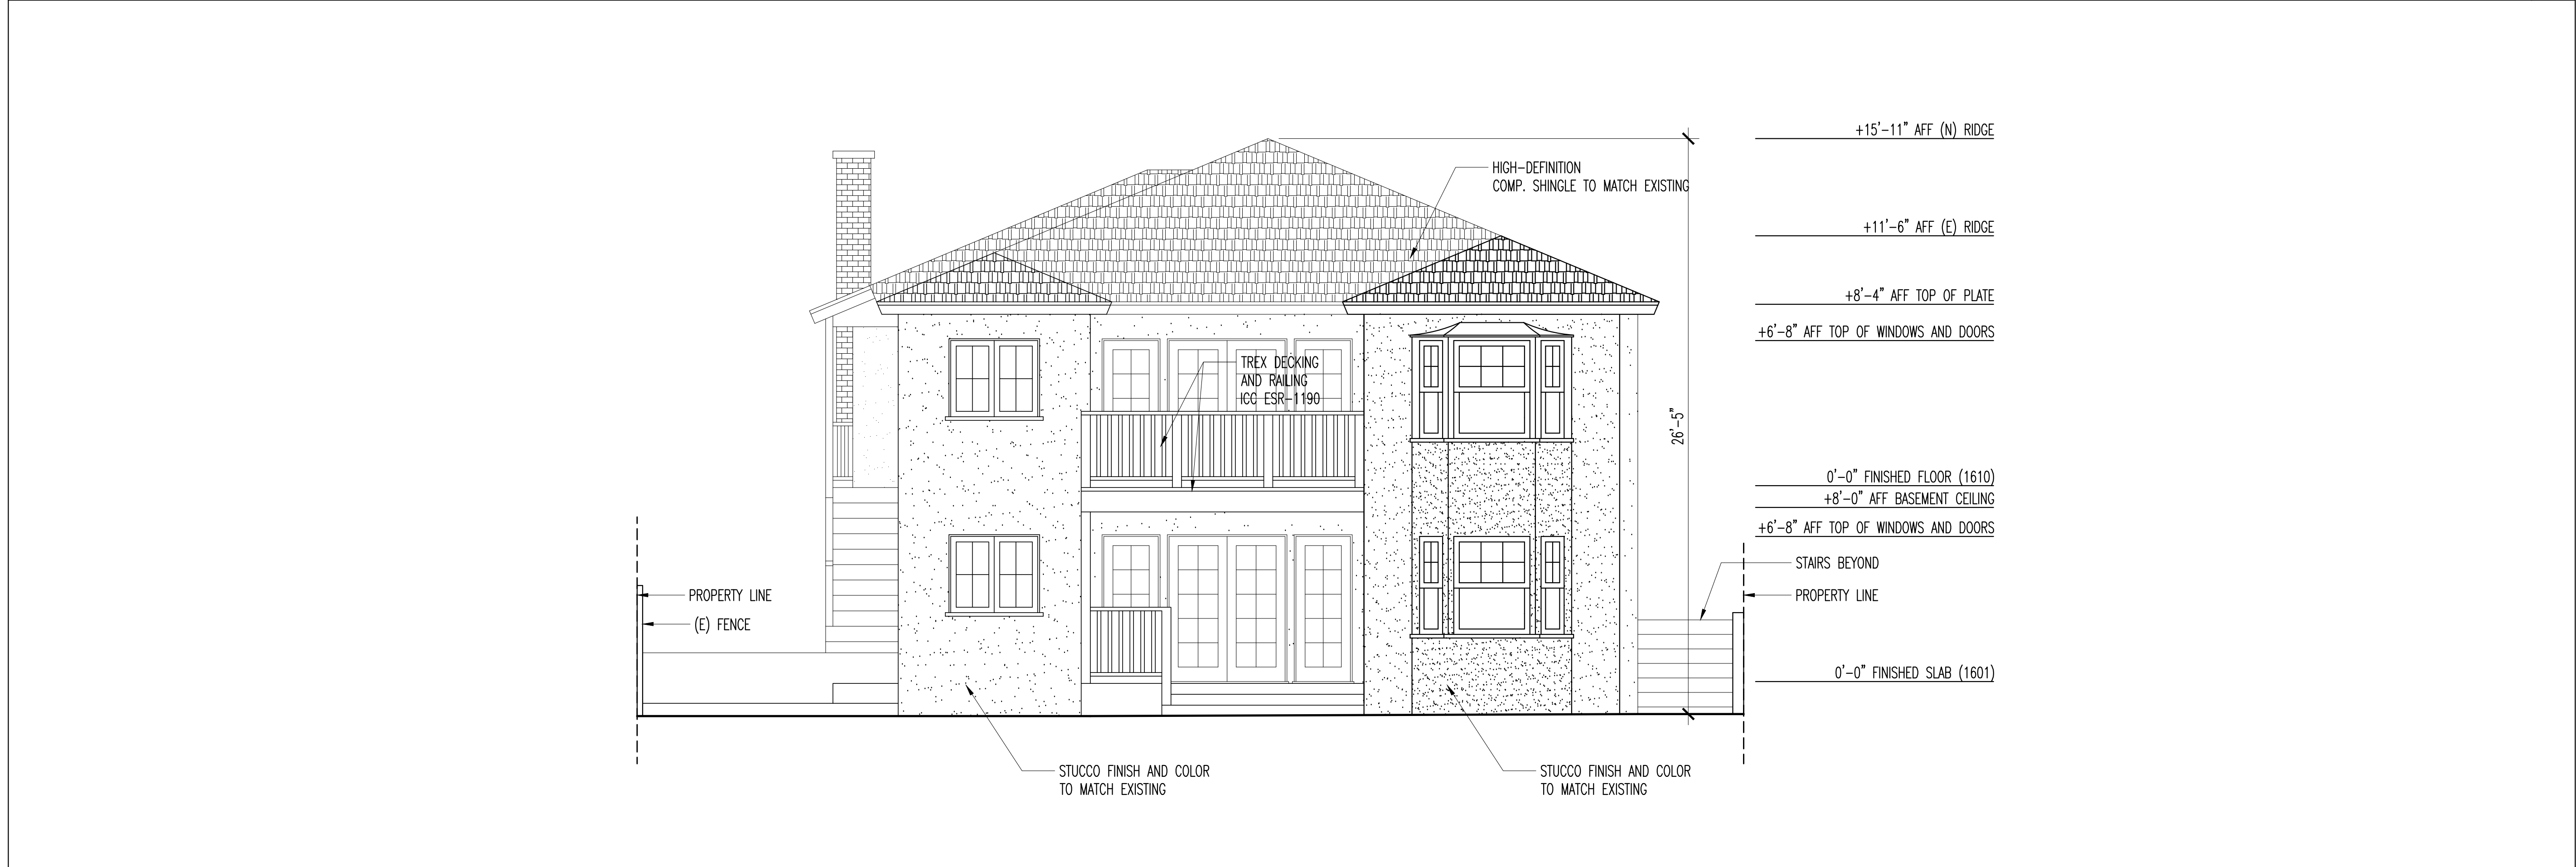 +15'-11" AFF (N) RIDGE
HIGH-DEFINITION
COMP. SHINGLE TO MATCH EXISTING
+11'-6" AFF (E) RIDGE
+8'-4" AFF TOP OF PLATE
+6'-8" AFF TOP OF WINDOWS AND DOORS
TREX DECKING
AND RAILING
ICC ESR-1190
26'-5"
0'-0" FINISHED FLOOR (1610)
+8'-0" AFF BASEMENT CEILING
+6'-8" AFF TOP OF WINDOWS AND DOORS
STAIRS BEYOND
PROPERTY LINE
PROPERTY LINE
(E) FENCE
0'-0" FINISHED SLAB (1601)
STUCCO FINISH AND COLOR
TO MATCH EXISTING
STUCCO FINISH AND COLOR
TO MATCH EXISTING